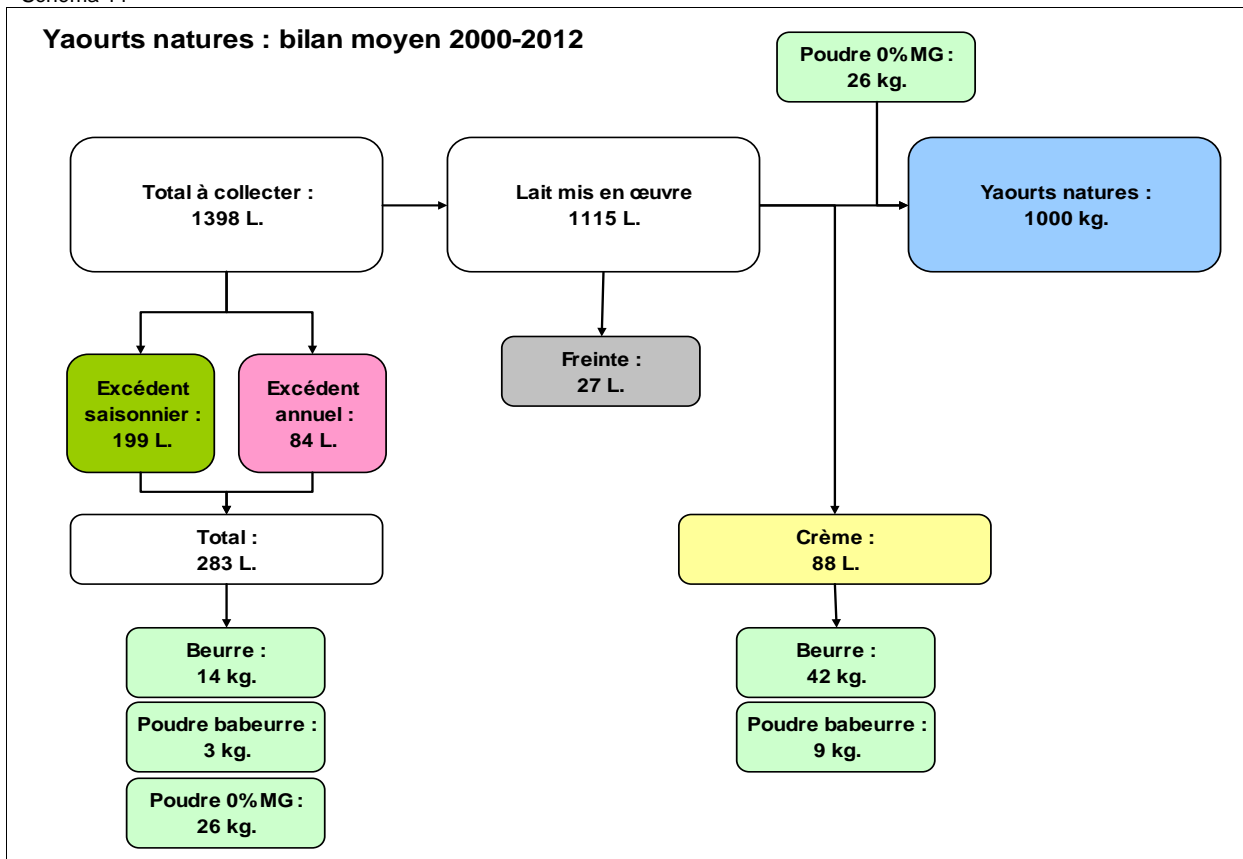 Yaourts natures : bilan moyen 2000-2012
Poudre 0%MG :
26 kg.
Total à collecter :
1398 L.
Lait mis en œuvre
1115 L.
Yaourts natures :
1000 kg.
Excédent
saisonnier :
199 L.
Excédent
annuel :
84 L.
Freinte :
27 L.
Total :
283 L.
Crème :
88 L.
Beurre :
14 kg.
Beurre :
42 kg.
Poudre babeurre :
3 kg.
Poudre babeurre :
9 kg.
Poudre 0%MG :
26 kg.